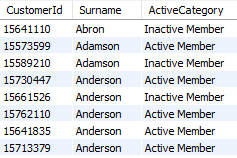 CustomerId Surname ActiveCategory
15641110 Abron Inactive Member
15573599 Adamson Active Member
15589210 Adamson Inactive Member
15730447 Anderson Active Member
15661526 Anderson Inactive Member
15762110 Anderson Active Member
15641835 Anderson Active Member
15713379 Anderson Active Member